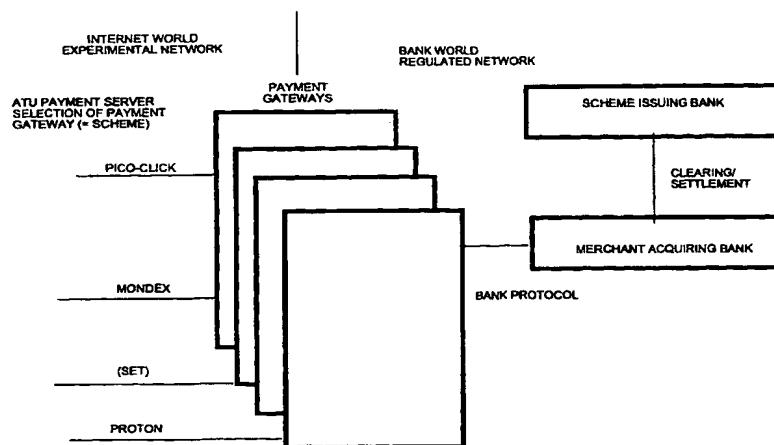 INTERNET WORLD
EXPERIMENTAL NETWORK
BANK WORLD
REGULATED NETWORK
PAYMENT
GATEWAYS
ATU PAYMENT SERVER
SELECTION OF PAYMENT
GATEWAY (= SCHEME)
SCHEME ISSUING BANK
PICO-CLICK
CLEARING/
SETTLEMENT
MERCHANT ACQUIRING BANK
MONDEX
BANK PROTOCOL
(SET)
PROTON